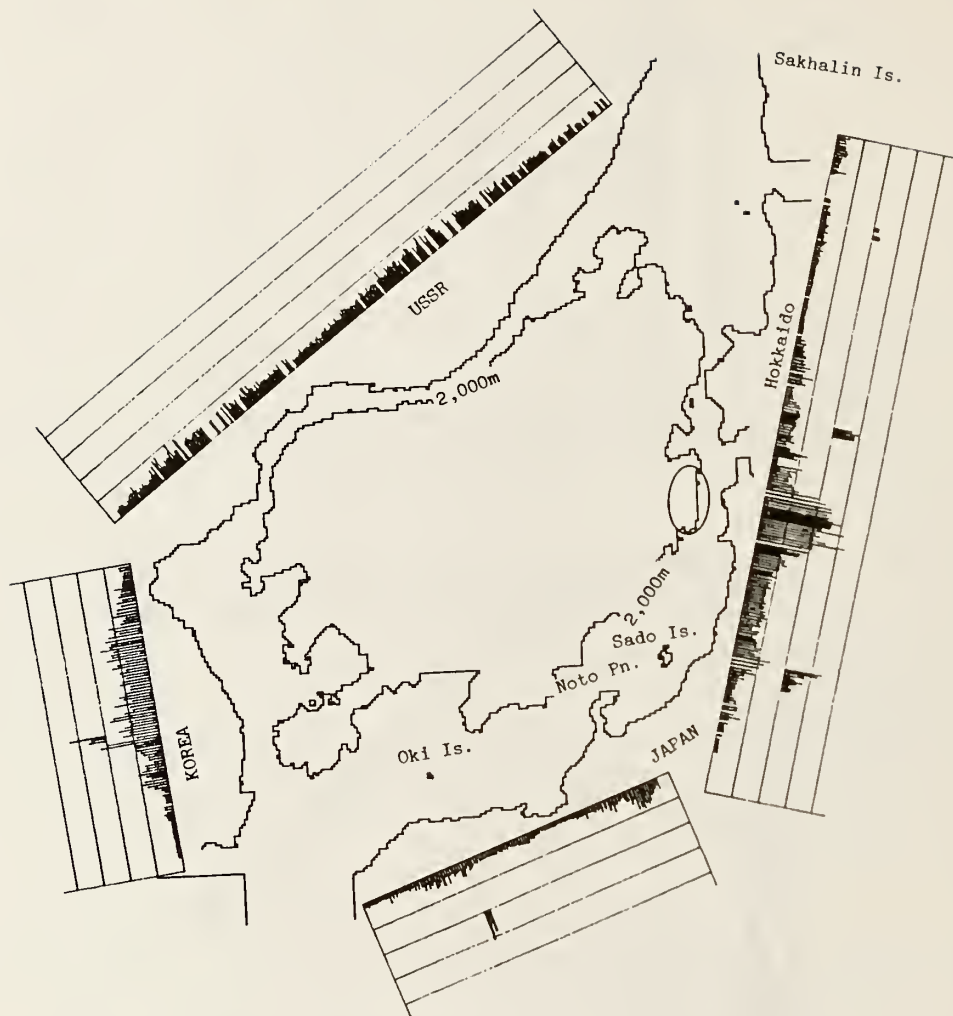 Sakhalin Is.
USSR
Hokkaido
2,000m
2,000m
Sado Is.
Noto Pn.
KOREA
Oki Is.
JAPAN